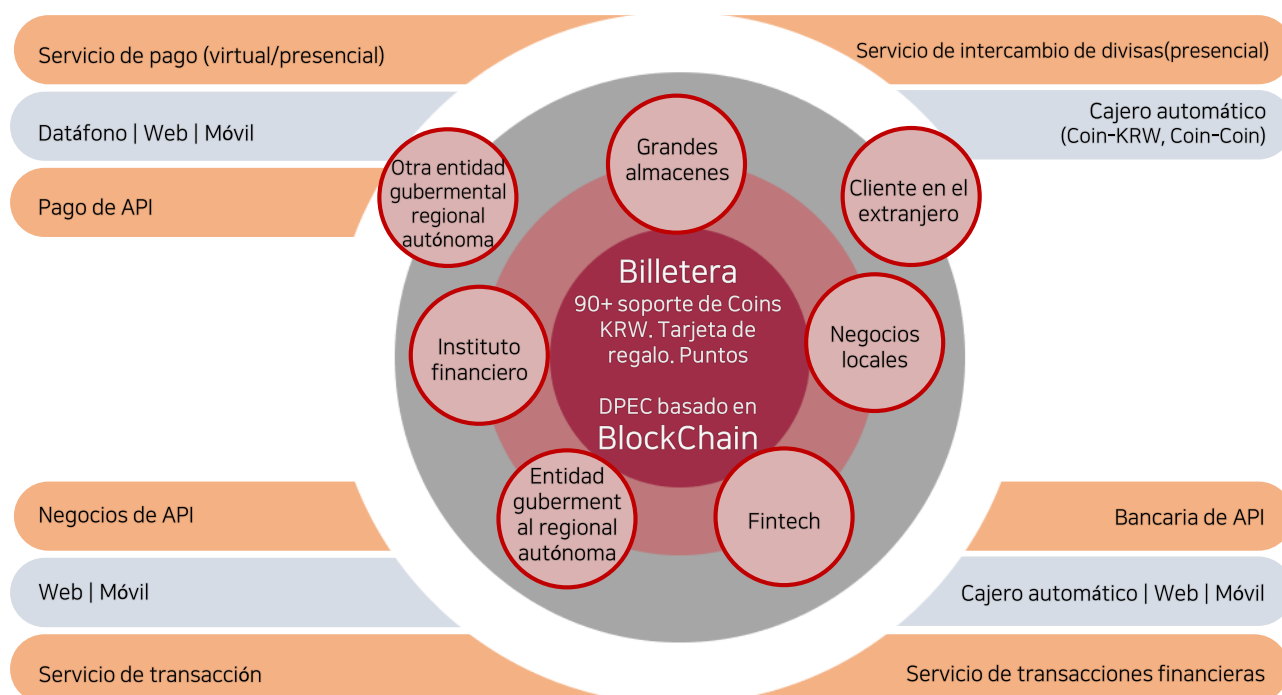 Servicio de pago (virtual/presencial)
Datáfono | Web | Móvil
Pago de API
Servicio de intercambio de divisas(presencial)
Cajero automático
(Coin-KRW, Coin-Coin)
Otra entidad
gubermental
regional
autónoma
Grandes
almacenes
Cliente en el
extranjero
Instituto
financiero
Billetera
90+ soporte de Coins
KRW. Tarjeta de
regalo. Puntos
DPEC basado en
BlockChain
Negocios
locales
Entidad
guberment
al regional
autónoma
Fintech
Negocios de API
Web | Móvil
Servicio de transacción
Bancaria de API
Cajero automático | Web | Móvil
Servicio de transacciones financieras